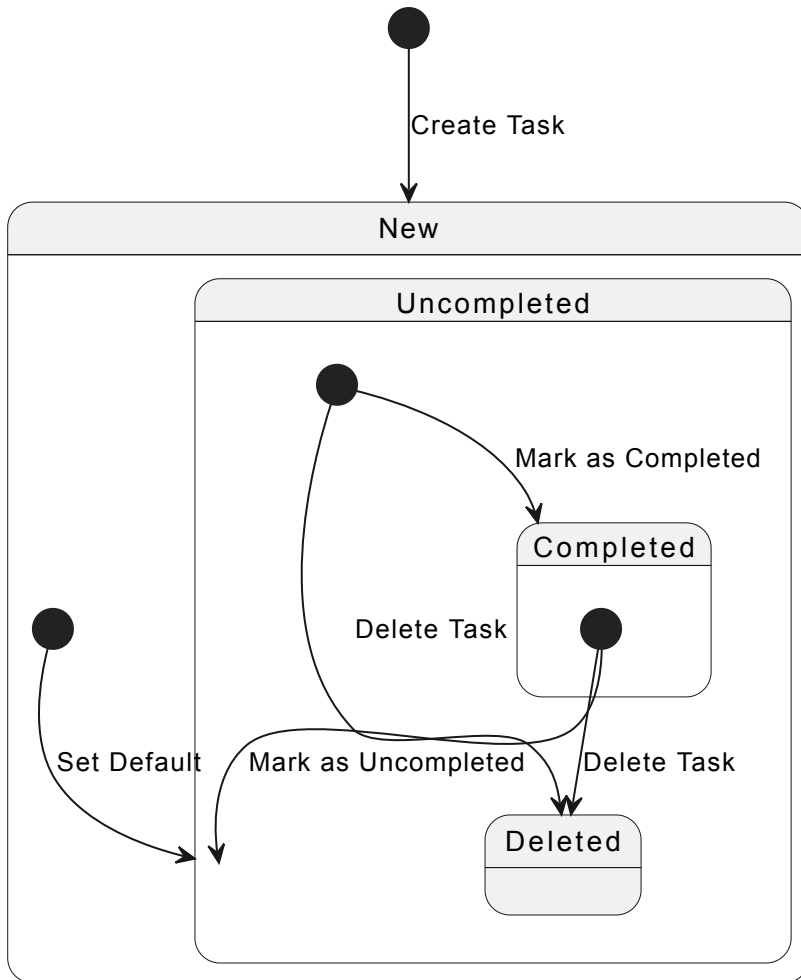 Create Task
New
Uncompleted
Mark as Completed
Completed
Delete Task
Set Default
Mark as Uncompleted
Delete Task
Deleted